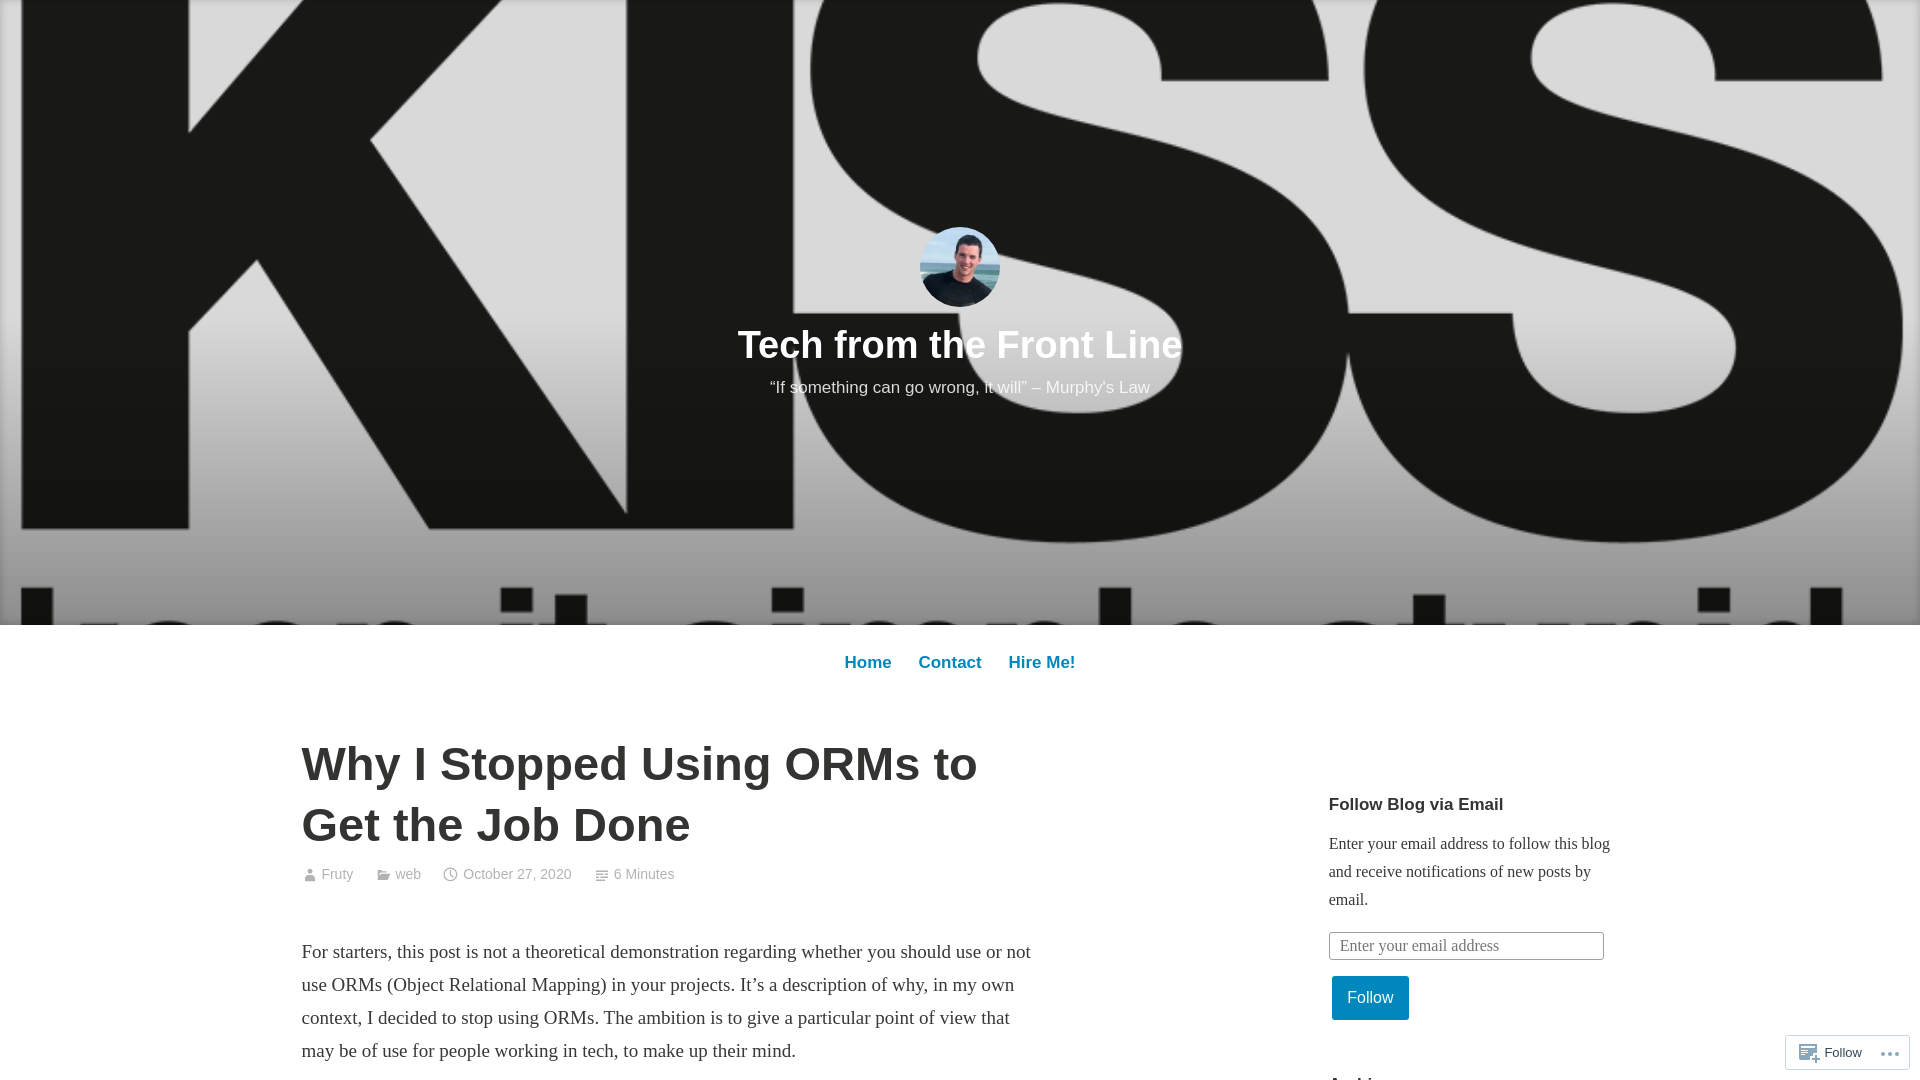 KISS
keep it simple stupid
Tech from the Front Line
“If something can go wrong, it will” – Murphy's Law
Home Contact Hire Me!
Why I Stopped Using ORMs to
Get the Job Done
Fruty web October 27, 2020 6 Minutes
For starters, this post is not a theoretical demonstration regarding whether you should use or not
use ORMs (Object Relational Mapping) in your projects. It’s a description of why, in my own
context, I decided to stop using ORMs. The ambition is to give a particular point of view that
may be of use for people working in tech, to make up their mind.
Follow Blog via Email
Enter your email address to follow this blog
and receive notifications of new posts by
email.
Enter your email address
Follow
Follow